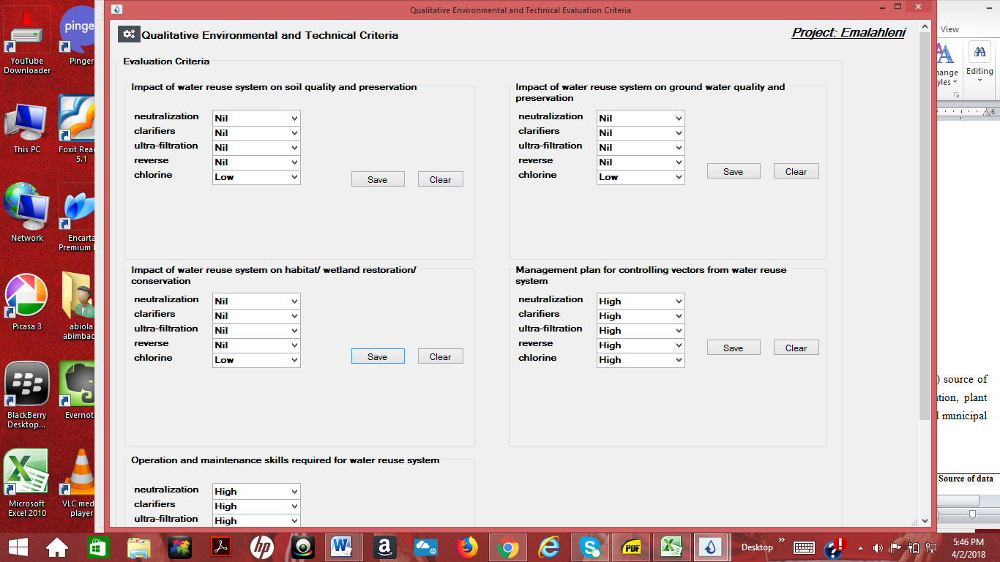 Qualitative Environmental and Technical Evaluation Criteria
Qualitative Environmental and Technical Criteria
Project: Emalahleni
Evaluation Criteria
Impact of water reuse system on soil quality and preservation
neutralization Nil
clarifiers Nil
ultra-filtration Nil
reverse Nil
chlorine Low
Save Clear
Impact of water reuse system on ground water quality and
preservation
neutralization Nil
clarifiers Nil
ultra-filtration Nil
reverse Nil
chlorine Low
Save Clear
Impact of water reuse system on habitat/ wetland restoration/
conservation
neutralization Nil
clarifiers Nil
ultra-filtration Nil
reverse Nil
chlorine Low
Save Clear
Management plan for controlling vectors from water reuse
system
neutralization High
clarifiers High
ultra-filtration High
reverse High
chlorine High
Save Clear
Operation and maintenance skills required for water reuse system
neutralization High
clarifiers High
ultra-filtration High
YouTube
Downloader
Pinger
This PC
Foxit Rea
5.1
Network
Encarta
Premium
Picasa 3
abiola
abimbac
BlackBerry
Desktop...
Evernot
Microsoft
Excel 2010
VLC med
player
View
hange
yles
Editing
6
) source of
ation, plant
municipal
Source of data
Desktop
5:46 PM
4/2/2018